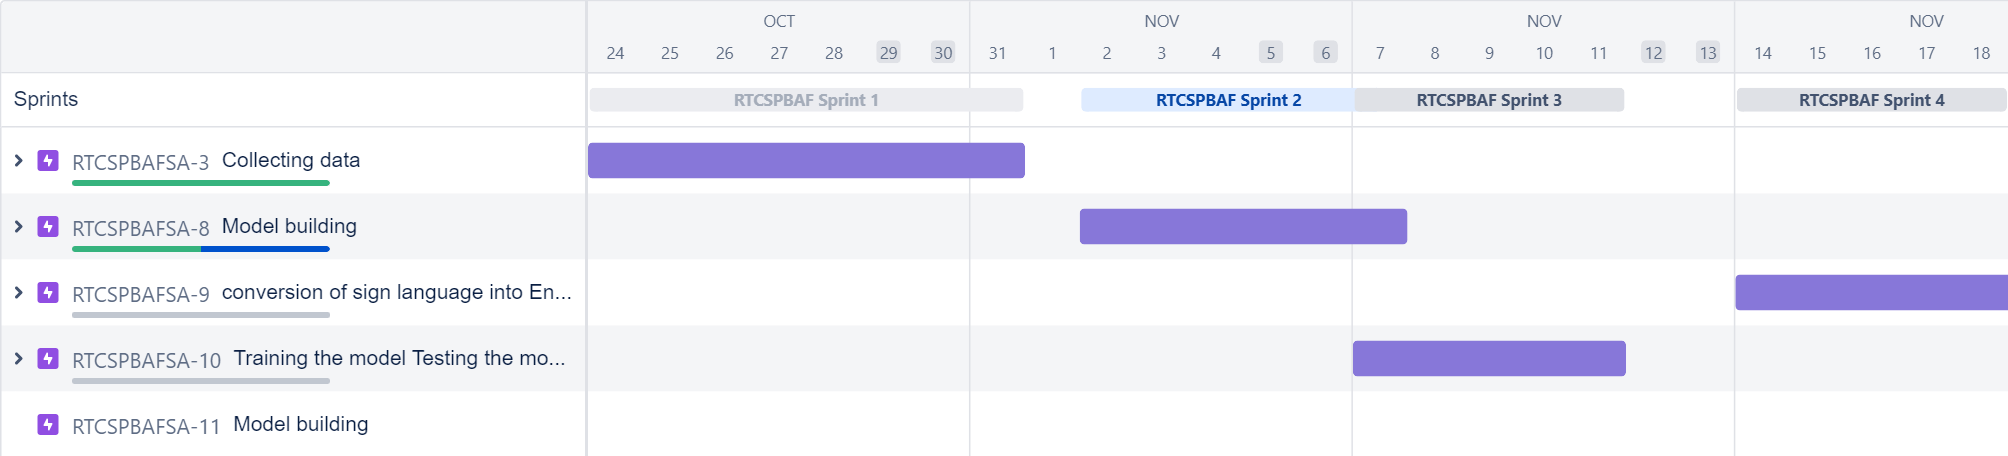 OCT NOV NOV NOV
24 25 26 27 28 29 30 31 1 2 3 4 5 6 7 8 9 10 11 12 13 14 15 16 17 18
Sprints RTCSPBAF Sprint 1 RTCSPBAF Sprint 2 RTCSPBAF Sprint 3 RTCSPBAF Sprint 4
RTCSPBAFSA-3 Collecting data
RTCSPBAFSA-8 Model building
RTCSPBAFSA-9 conversion of sign language into En...
RTCSPBAFSA-10 Training the model Testing the mo...
RTCSPBAFSA-11 Model building